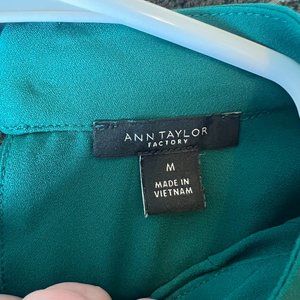 ANN TAYLOR
FACTORY
M
MADE IN
VIETNAM